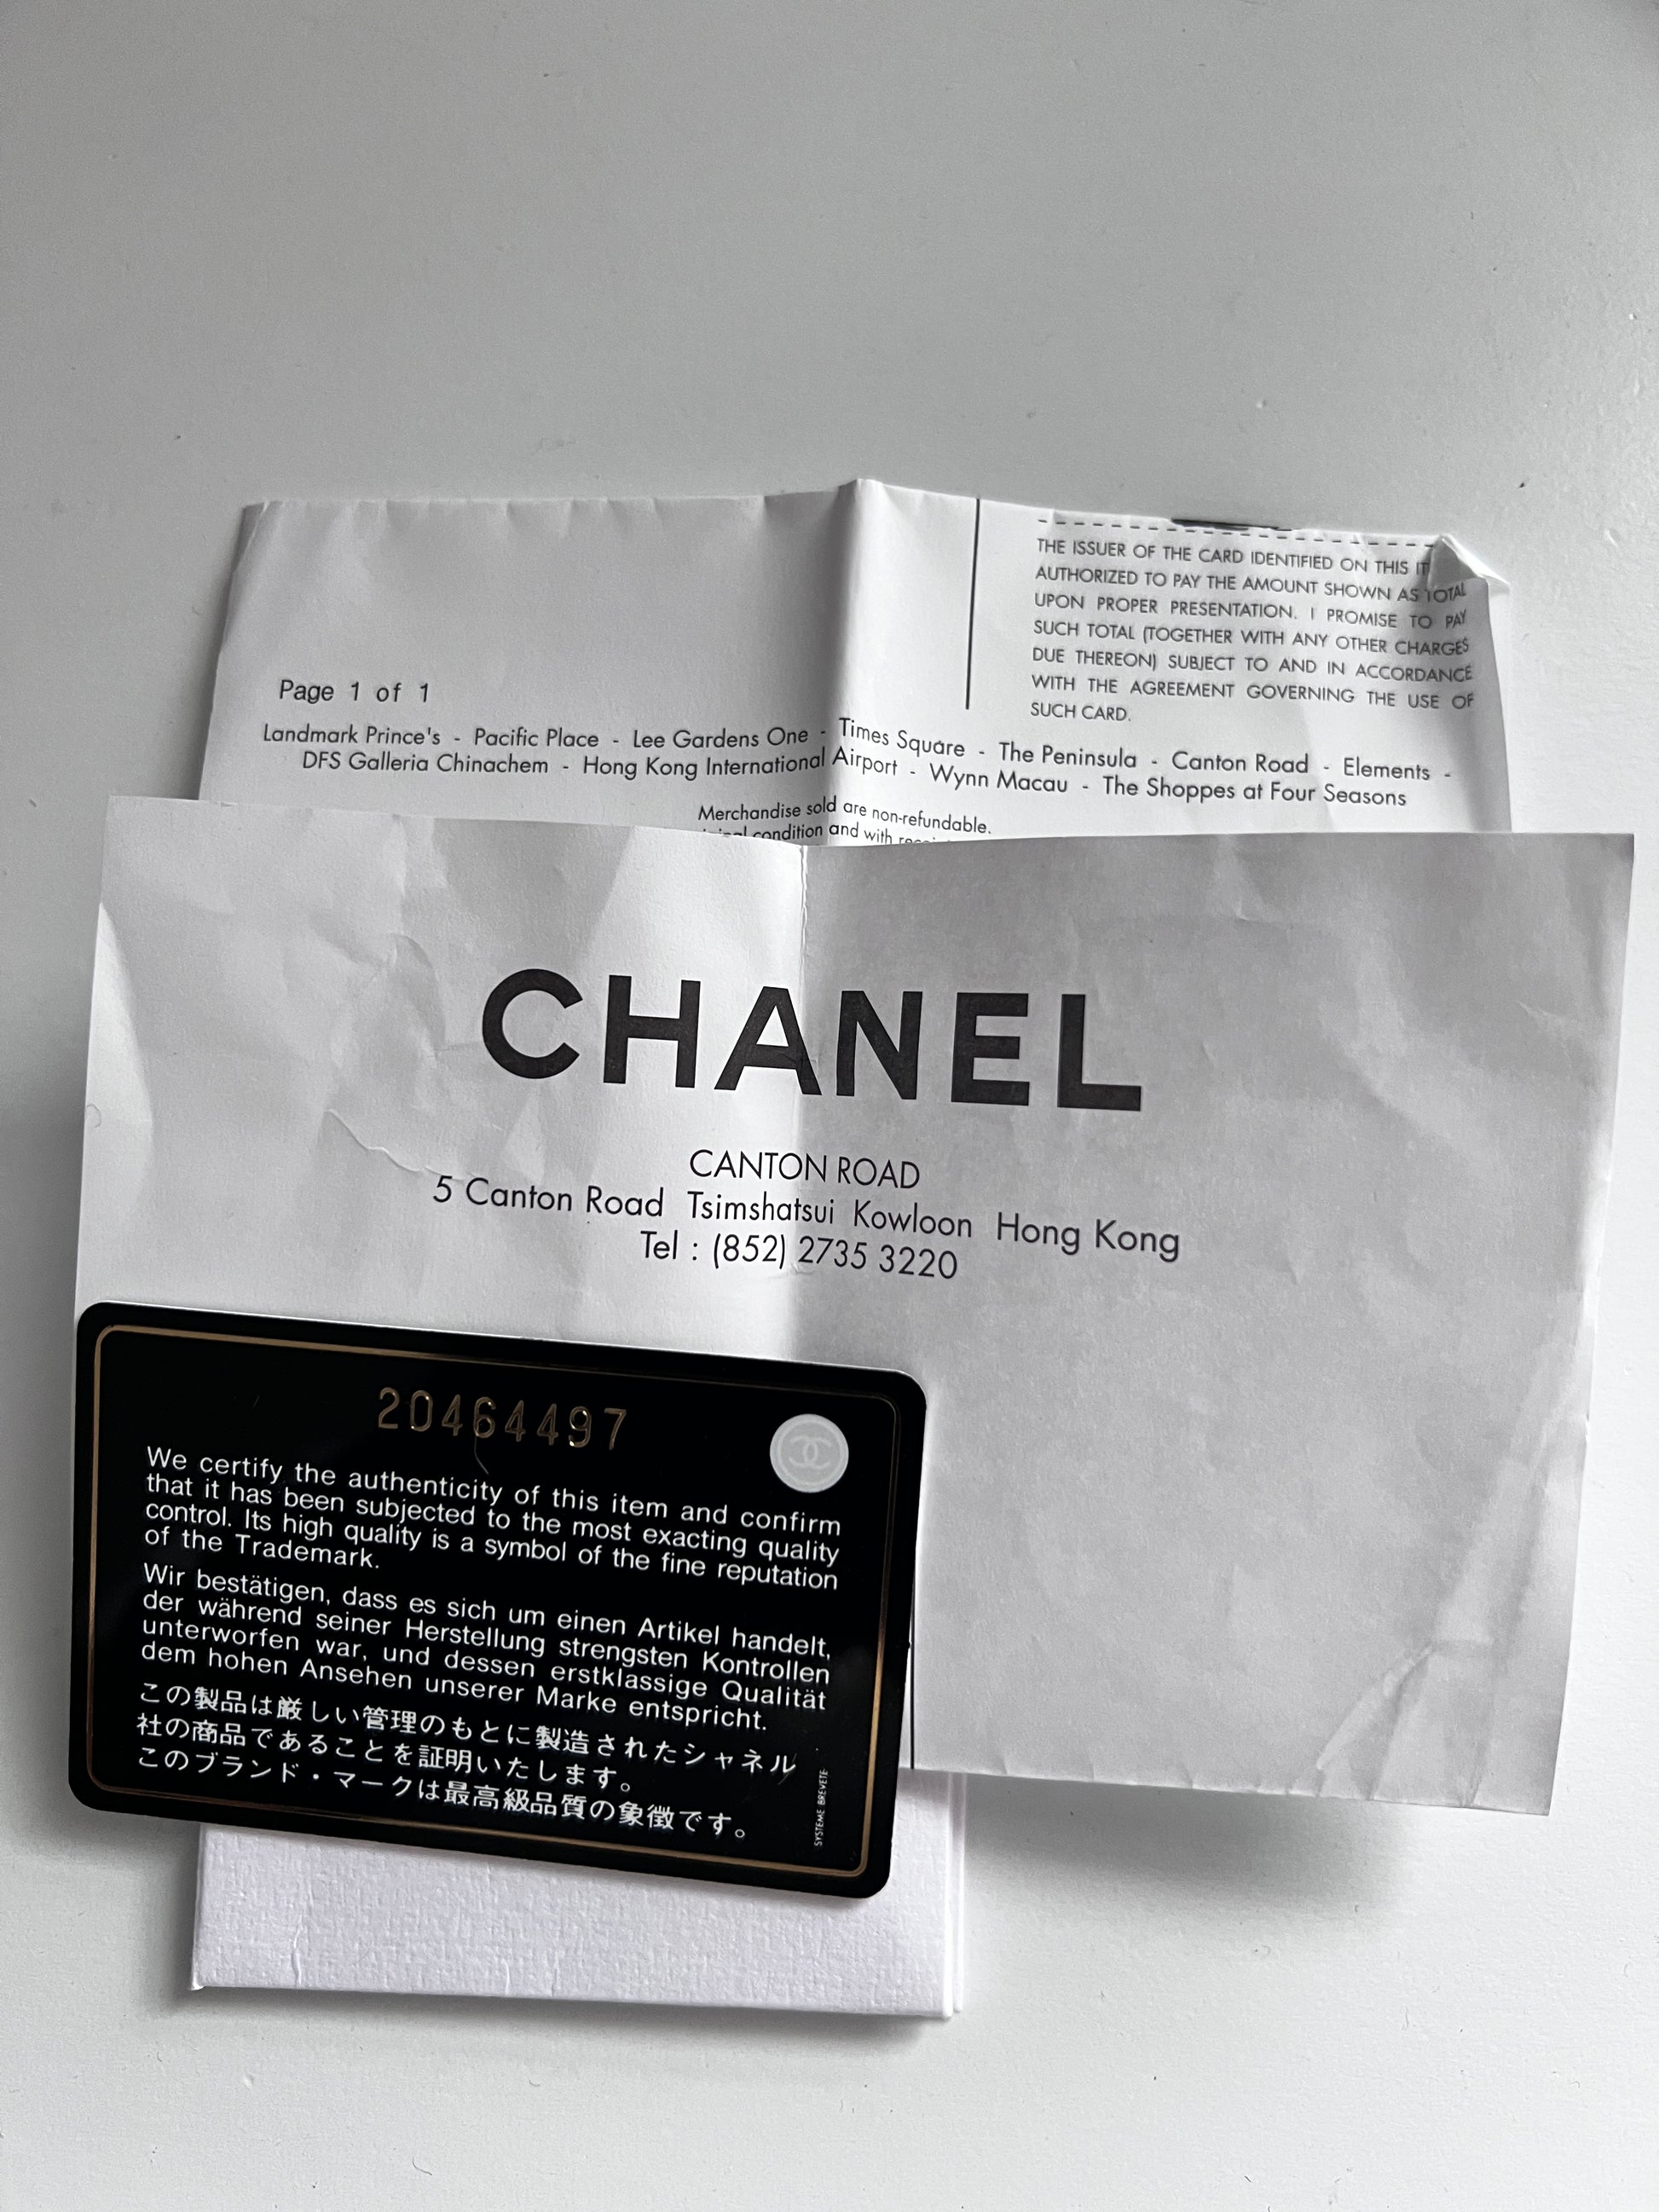 THE ISSUER OF THE CARD IDENTIFIED ON THIS
AUTHORIZED TO PAY THE AMOUNT SHOWN AS TOTAL
UPON PROPER PRESENTATION. I PROMISE TO PAY
SUCH TOTAL (TOGETHER WITH ANY OTHER CHARGES
DUE THEREON) SUBJECT TO AND IN ACCORDANCE
WITH THE AGREEMENT GOVERNING THE USE OF
SUCH CARD.
Page 1 of 1
Landmark Prince's - Pacific Place - Lee Gardens One - Times Square - The Peninsula - Canton Road - Elements -
DFS Galleria Chinachem - Hong Kong International Airport - Wynn Macau - The Shoppes at Four Seasons
Merchandise sold are non-refundable.
condition and with
CHANEL
CANTON ROAD
5 Canton Road Tsimshatsui Kowloon Hong Kong
Tel : (852) 2735 3220
20464497
We certify the authenticity of this item and confirm
that it has been subjected to the most exacting quality
control. Its high quality is a symbol of the fine reputation
of the Trademark.
Wir bestätigen, dass es sich um einen Artikel handelt,
der während seiner Herstellung strengsten Kontrollen
unterworfen war, und dessen erstklassige Qualität
dem hohen Ansehen unserer Marke entspricht.
この製品は厳しい管理のもとに製造されたシャネル
社の商品であることを証明いたします。
このブランド・マークは最高級品質の象徴です。
SYSTEME BREVETE